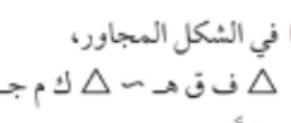 في الشكل المجاور،
△ ف ق هـ ~ △ ك م جـ